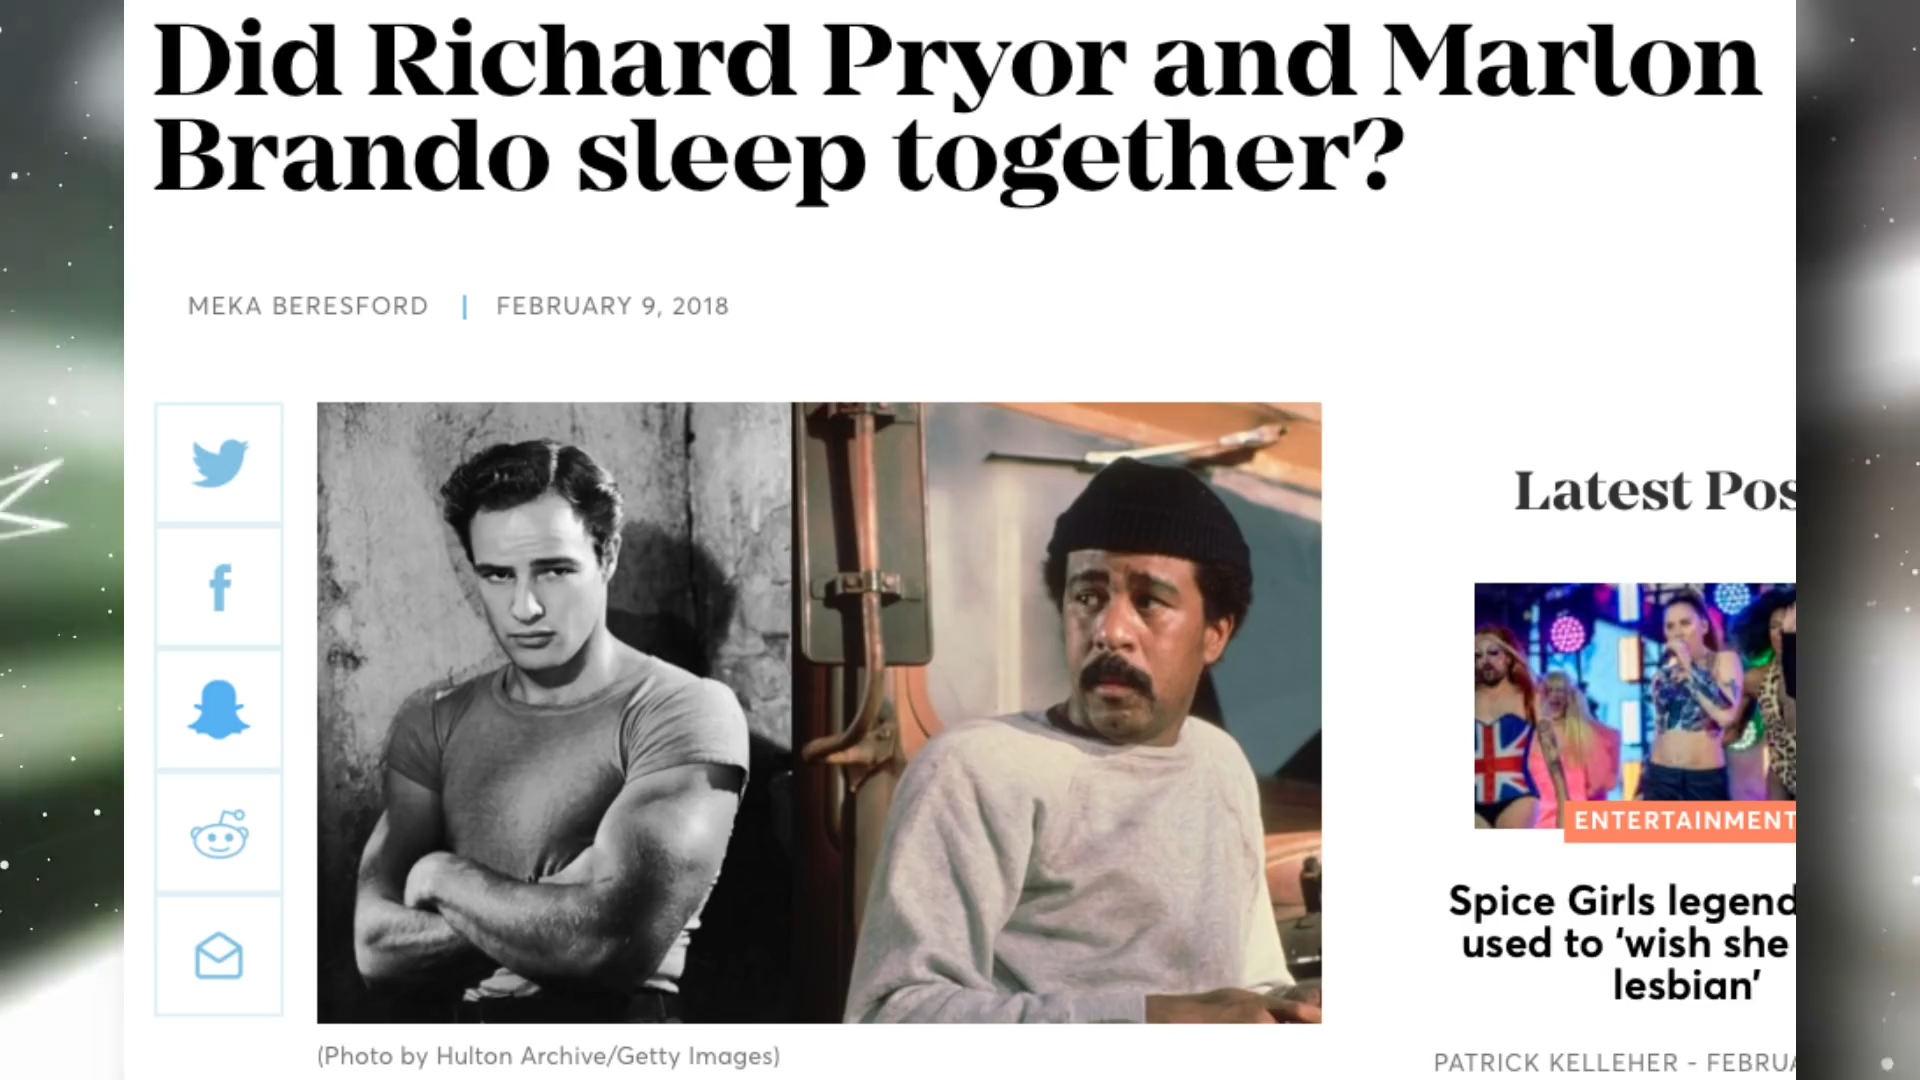 Did Richard Pryor and Marlon
Brando sleep together?
MEKA BERESFORD | FEBRUARY 9, 2018
Latest Pos
ENTERTAINMENT
Spice Girls legend
used to ‘wish she
lesbian’
(Photo by Hulton Archive/Getty Images)
PATRICK KELLEHER - FEBRUA